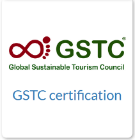 GSTC®
Global Sustainable Tourism Council
GSTC certification